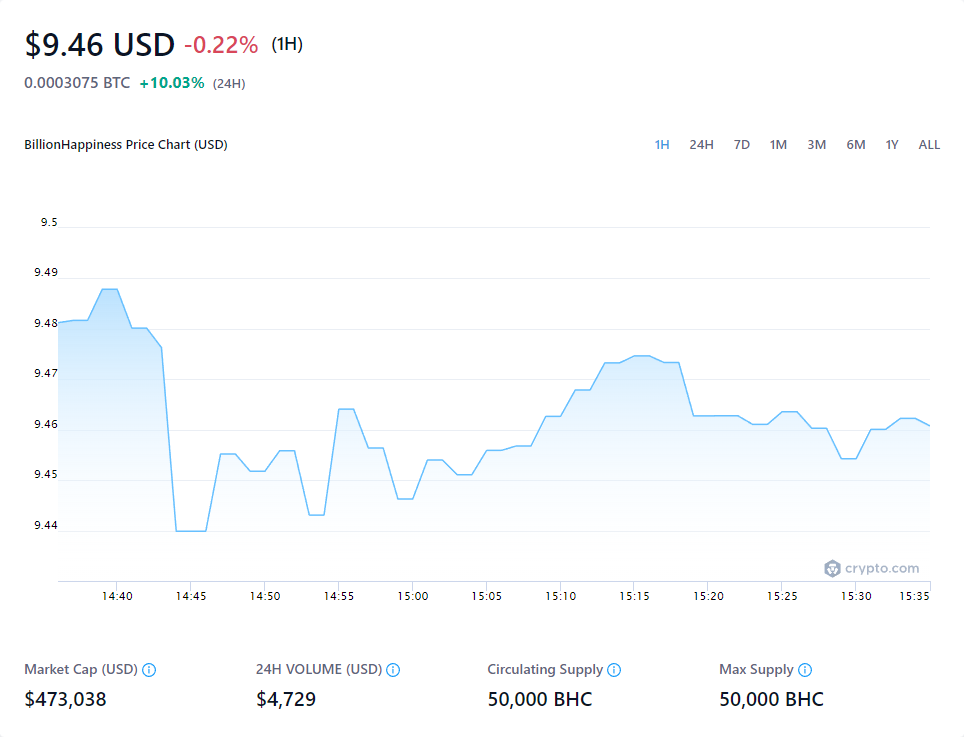 $9.46 USD -0.22% (1H)
0.0003075 BTC +10.03% (24H)
BillionHappiness Price Chart (USD) 1H 24H 7D 1M 3M 6M 1Y ALL
9.5
9.49
9.48
9.47
9.46
9.45
9.44
crypto.com
14:40 14:45 14:50 14:55 15:00 15:05 15:10 15:15 15:20 15:25 15:30 15:35
Market Cap (USD) 24H VOLUME (USD) Circulating Supply Max Supply
$473,038 $4,729 50,000 BHC 50,000 BHC